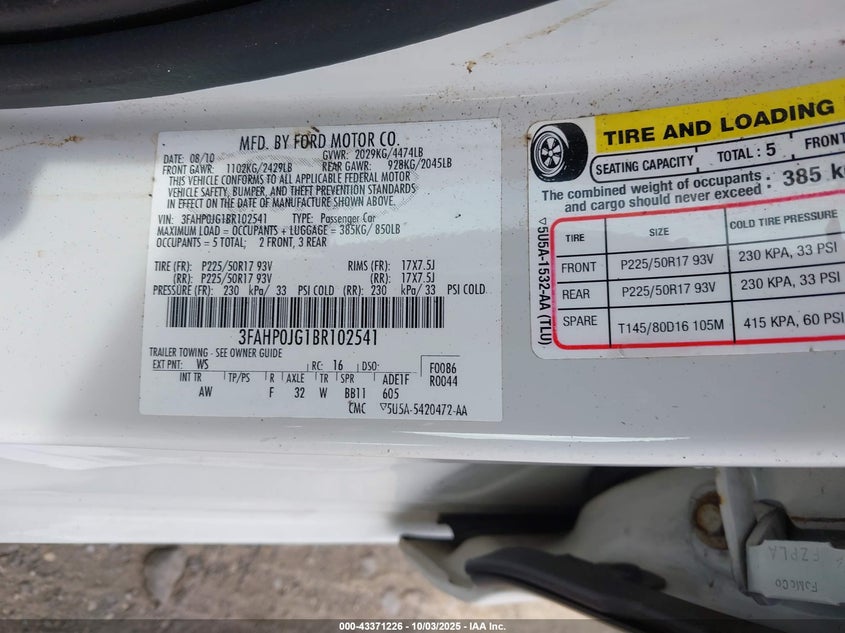 MFD. BY FORD MOTOR CO.
DATE: 08/10 GVWR: 2029KG/4474LB
FRONT GAWR: 1102KG/2429LB REAR GAWR: 928KG/2045LB
THIS VEHICLE CONFORMS TO ALL APPLICABLE FEDERAL MOTOR
VEHICLE SAFETY, BUMPER, AND THEFT PREVENTION STANDARDS
IN EFFECT ON THE DATE OF MANUFACTURE SHOWN ABOVE.
VIN: 3FAHP0JG1BR102541 TYPE: Passenger Car
MAXIMUM LOAD = OCCUPANTS + LUGGAGE = 385KG/ 850LB
OCCUPANTS = 5 TOTAL; 2 FRONT, 3 REAR
TIRE (FR): P225/50R17 93V RIMS (FR): 17X7.5J
(RR): P225/50R17 93V (RR): 17X7.5J
PRESSURE (FR): 230 kPa/ 33 PSI COLD (RR): 230 kPa/ 33 PSI COLD
3FAHP0JG1BR102541
TRAILER TOWING - SEE OWNER GUIDE
EXT PNT: WS RC: 16 DSO: F0086
R0044
INT TR TP/PS R AXLE TR SPR ADE1F
AW F 32 W BB11 605
CMC ▽5U5A-5420472-AA
TIRE AND LOADING
SEATING CAPACITY TOTAL : 5 FRONT
The combined weight of occupants
and cargo should never exceed : 385 k
TIRE SIZE COLD TIRE PRESSURE
FRONT P225/50R17 93V 230 KPA, 33 PSI
REAR P225/50R17 93V 230 KPA, 33 PSI
SPARE T145/80D16 105M 415 KPA, 60 PSI
▽5U5A-1532-AA (TLU)
FoMoCo
FZPLA
000-43371226 - 10/03/2025 - IAA Inc.